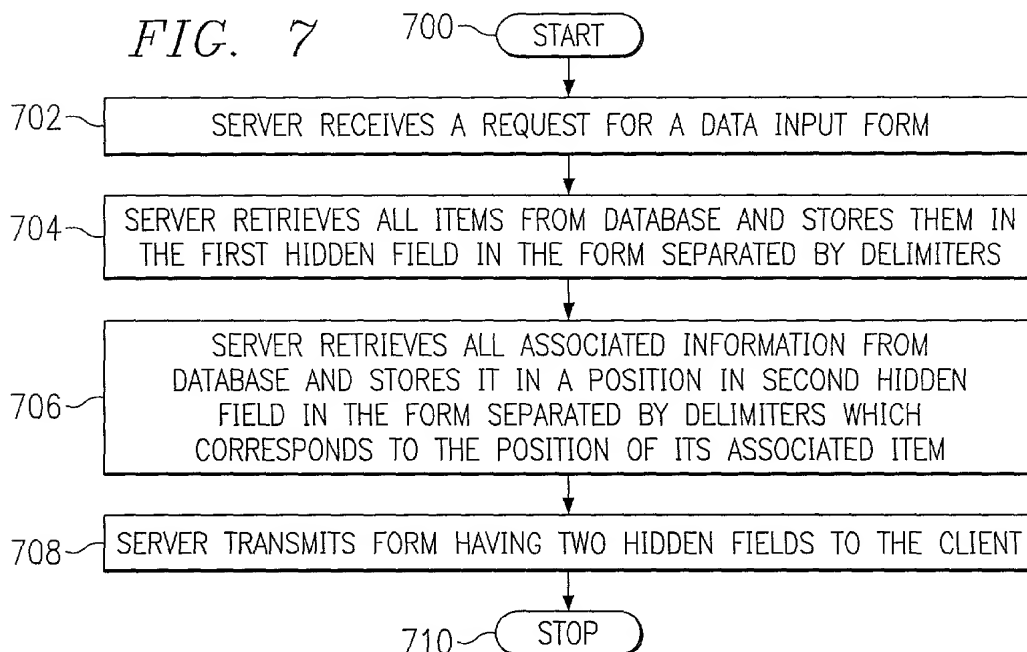 FIG. 7
700
START
702
SERVER RECEIVES A REQUEST FOR A DATA INPUT FORM
704
SERVER RETRIEVES ALL ITEMS FROM DATABASE AND STORES THEM IN
THE FIRST HIDDEN FIELD IN THE FORM SEPARATED BY DELIMITERS
706
SERVER RETRIEVES ALL ASSOCIATED INFORMATION FROM
DATABASE AND STORES IT IN A POSITION IN SECOND HIDDEN
FIELD IN THE FORM SEPARATED BY DELIMITERS WHICH
CORRESPONDS TO THE POSITION OF ITS ASSOCIATED ITEM
708
SERVER TRANSMITS FORM HAVING TWO HIDDEN FIELDS TO THE CLIENT
710
STOP